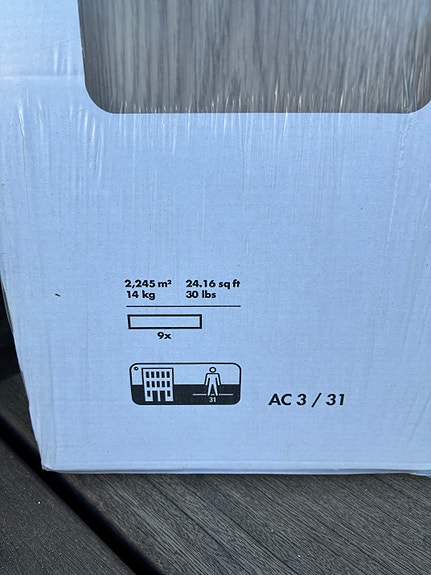 2,245 m² 24.16 sq ft
14 kg 30 lbs
9x
31
AC 3 / 31